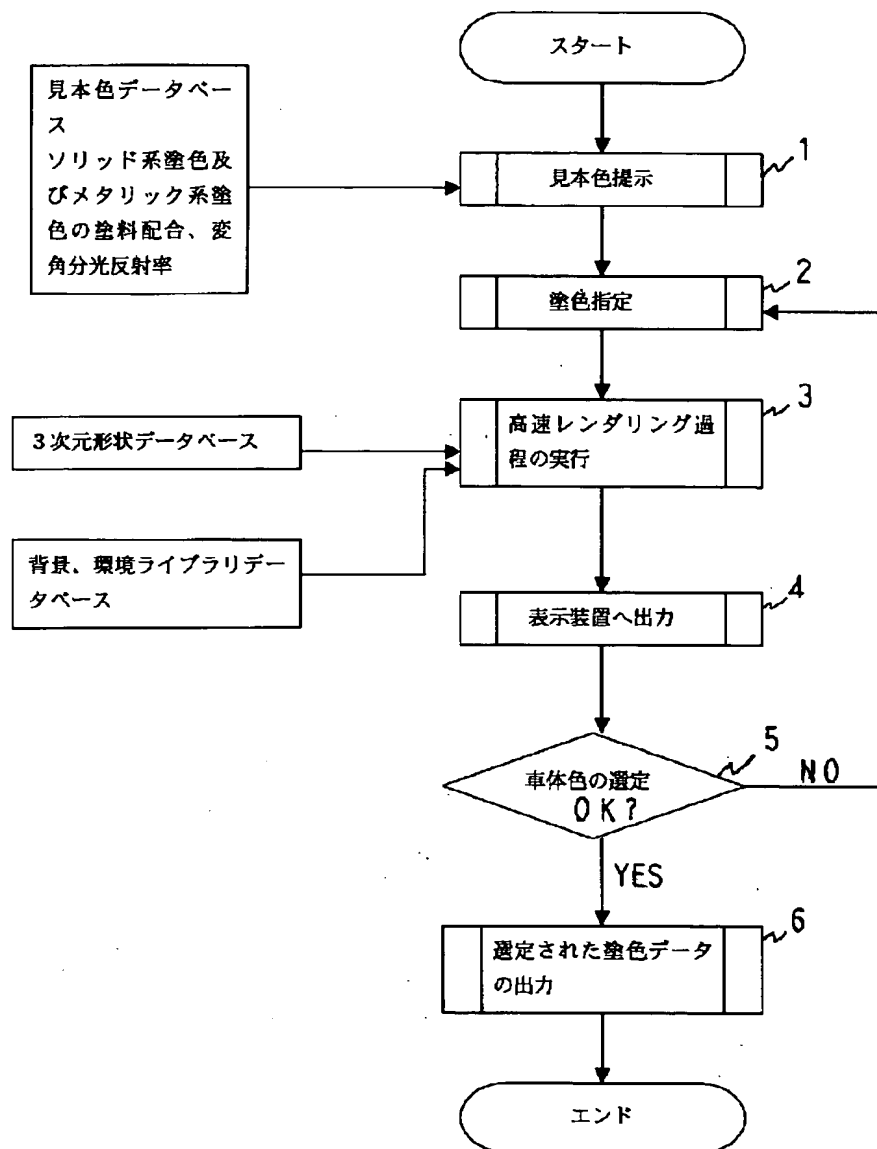 スタート
見本色データベー
ス
ソリッド系塗色及
びメタリック系塗
色の塗料配合、変
角分光反射率
1
見本色提示
2
塗色指定
3
高速レンダリング過
程の実行
3次元形状データベース
背景、環境ライブラリデー
タベース
4
表示装置へ出力
5
車体色の選定
OK?
NO
YES
6
選定された塗色データ
の出力
エンド